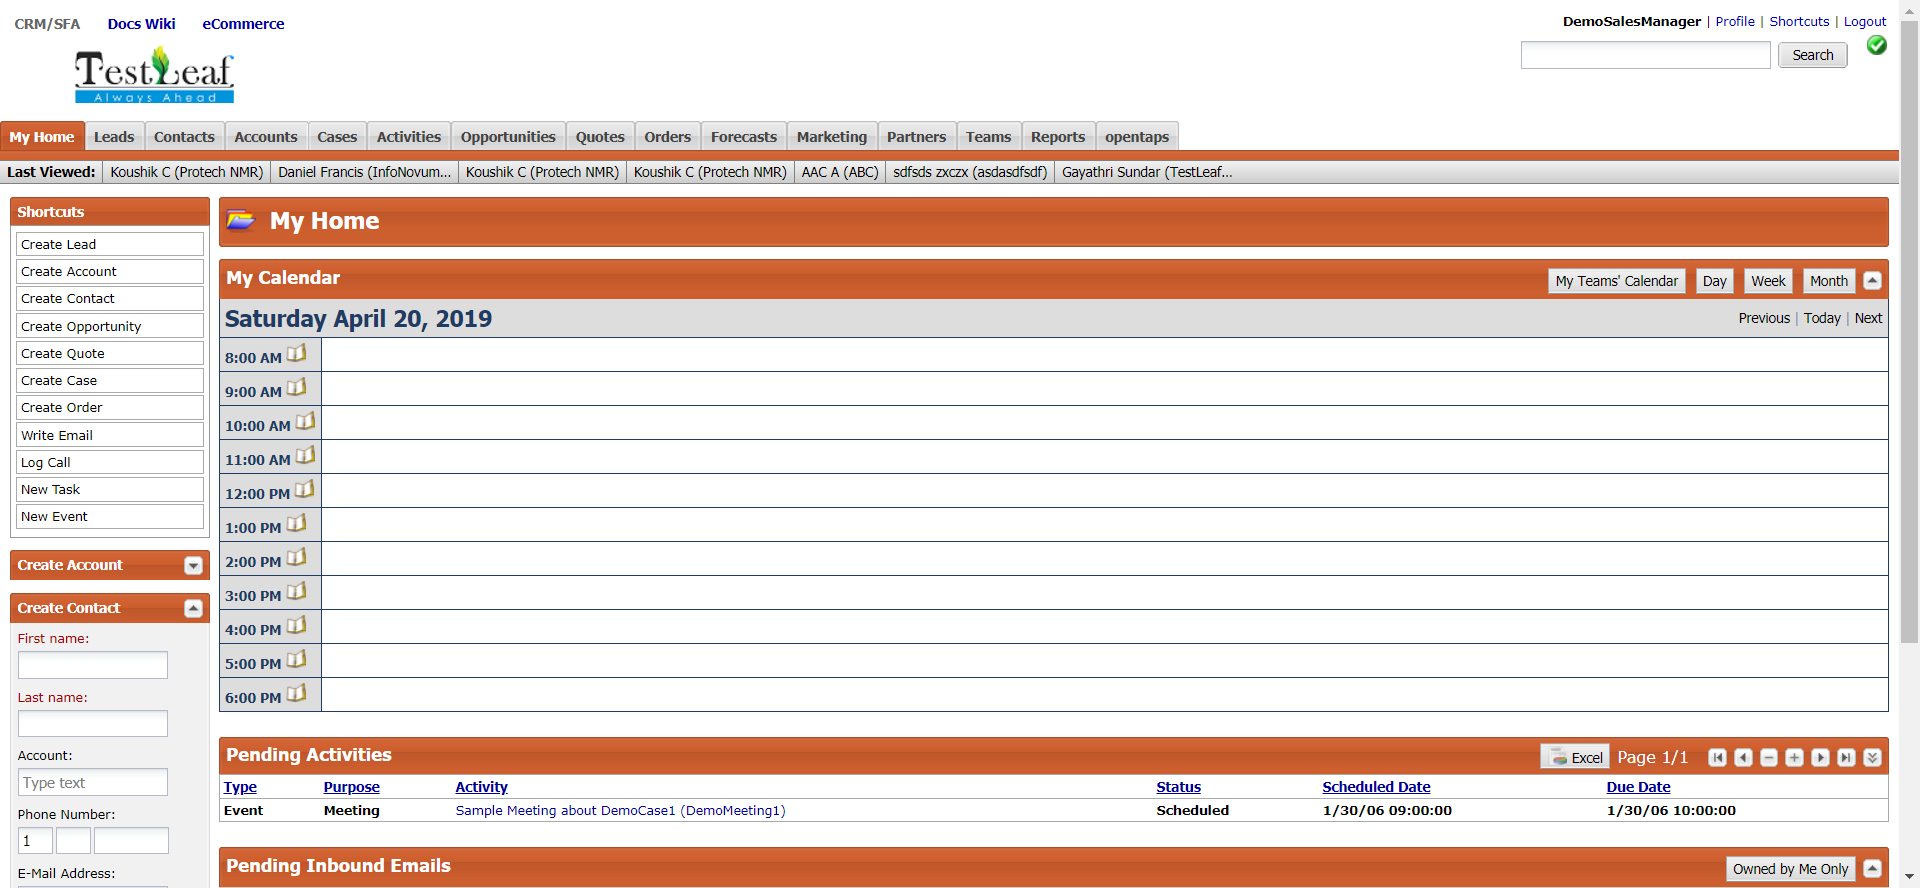 CRM/SFA Docs Wiki eCommerce
DemoSalesManager | Profile | Shortcuts | Logout
Search
TestLeaf
Always Ahead
My Home Leads Contacts Accounts Cases Activities Opportunities Quotes Orders Forecasts Marketing Partners Teams Reports opentaps
Last Viewed: Koushik C (Protech NMR) Daniel Francis (InfoNovum... Koushik C (Protech NMR) Koushik C (Protech NMR) AAC A (ABC) sdfsds zxczx (asdasdfsdf) Gayathri Sundar (TestLeaf...
Shortcuts
Create Lead
Create Account
Create Contact
Create Opportunity
Create Quote
Create Case
Create Order
Write Email
Log Call
New Task
New Event
Create Account
Create Contact
First name:
Last name:
Account:
Type text
Phone Number:
1
E-Mail Address:
My Home
My Calendar
My Teams' Calendar Day Week Month
Saturday April 20, 2019
Previous | Today | Next
8:00 AM
9:00 AM
10:00 AM
11:00 AM
12:00 PM
1:00 PM
2:00 PM
3:00 PM
4:00 PM
5:00 PM
6:00 PM
Pending Activities
Excel Page 1/1
Type Purpose Activity Status Scheduled Date Due Date
Event Meeting Sample Meeting about DemoCase1 (DemoMeeting1) Scheduled 1/30/06 09:00:00 1/30/06 10:00:00
Pending Inbound Emails
Owned by Me Only